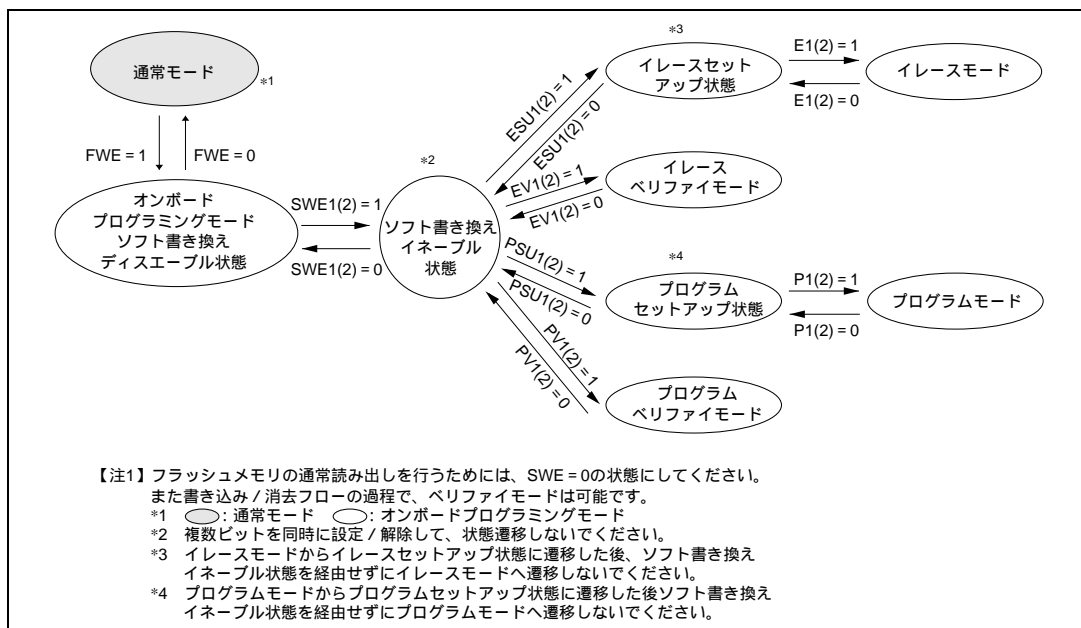 通常モード
*1
FWE = 1
FWE = 0
オンボード
プログラミングモード
ソフト書き換え
ディスエーブル状態
SWE1(2) = 1
SWE1(2) = 0
*2
ソフト書き換え
イネーブル
状態
ESU1(2) = 1
ESU1(2) = 0
*3
イレースセット
アップ状態
E1(2) = 1
E1(2) = 0
イレースモード
EV1(2) = 1
EV1(2) = 0
イレース
ベリファイモード
PSU1(2) = 1
PSU1(2) = 0
*4
プログラム
セットアップ状態
P1(2) = 1
P1(2) = 0
プログラムモード
PV1(2) = 1
PV1(2) = 0
プログラム
ベリファイモード
【注1】フラッシュメモリの通常読み出しを行うためには、SWE = 0の状態にしてください。
また書き込み / 消去フローの過程で、ベリファイモードは可能です。
*1 : 通常モード : オンボードプログラミングモード
*2 複数ビットを同時に設定 / 解除して、状態遷移しないでください。
*3 イレースモードからイレースセットアップ状態に遷移した後、ソフト書き換え
イネーブル状態を経由せずにイレースモードへ遷移しないでください。
*4 プログラムモードからプログラムセットアップ状態に遷移した後ソフト書き換え
イネーブル状態を経由せずにプログラムモードへ遷移しないでください。